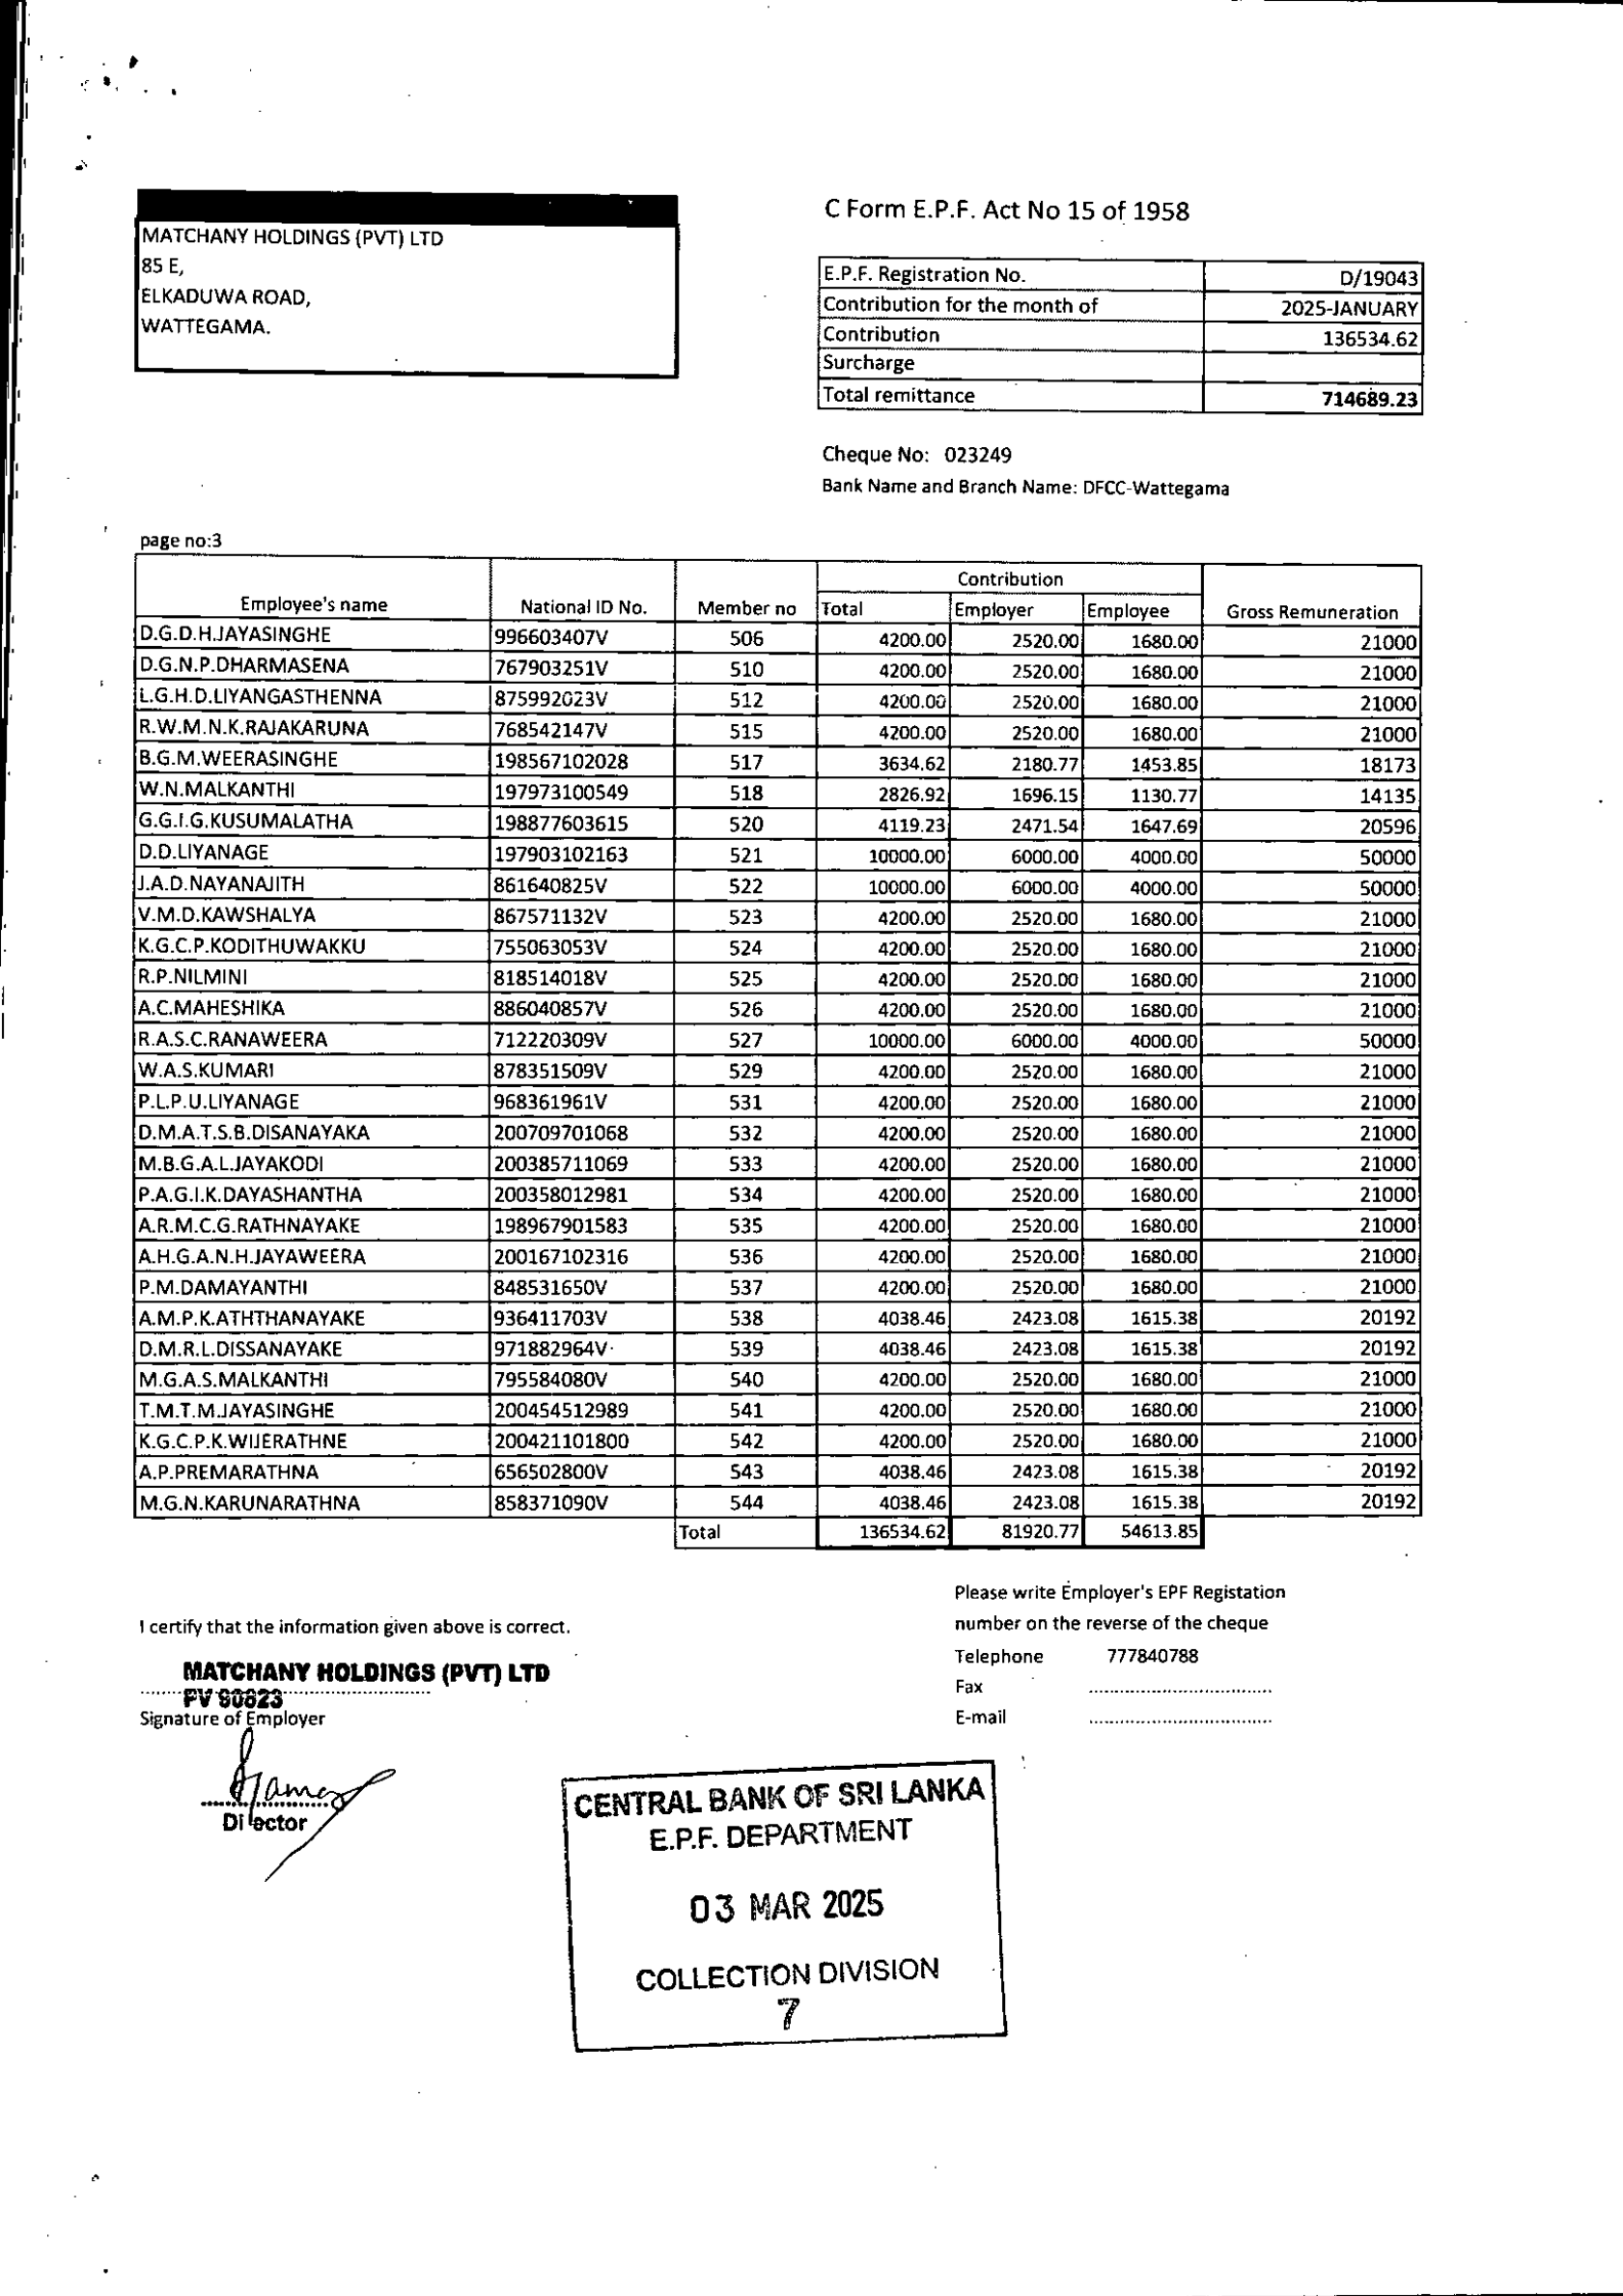 C Form E.P.F. Act No 15 of 1958
MATCHANY HOLDINGS (PVT) LTD
85 E,
ELKADUWA ROAD,
WATTEGAMA.
E.P.F. Registration No. D/19043
Contribution for the month of 2025-JANUARY
Contribution 136534.62
Surcharge
Total remittance 714689.23
Cheque No: 023249
Bank Name and Branch Name: DFCC-Wattegama
page no:3
Contribution
Employee's name National ID No. Member no Total Employer Employee Gross Remuneration
D.G.D.H.JAYASINGHE 996603407V 506 4200.00 2520.00 1680.00 21000
D.G.N.P.DHARMASENA 767903251V 510 4200.00 2520.00 1680.00 21000
L.G.H.D.LIYANGASTHENNA 875992023V 512 4200.00 2520.00 1680.00 21000
R.W.M.N.K.RAJAKARUNA 768542147V 515 4200.00 2520.00 1680.00 21000
B.G.M.WEERASINGHE 198567102028 517 3634.62 2180.77 1453.85 18173
W.N.MALKANTHI 197973100549 518 2826.92 1696.15 1130.77 14135
G.G.I.G.KUSUMALATHA 198877603615 520 4119.23 2471.54 1647.69 20596
D.D.LIYANAGE 197903102163 521 10000.00 6000.00 4000.00 50000
J.A.D.NAYANAJITH 861640825V 522 10000.00 6000.00 4000.00 50000
V.M.D.KAWSHALYA 867571132V 523 4200.00 2520.00 1680.00 21000
K.G.C.P.KODITHUWAKKU 755063053V 524 4200.00 2520.00 1680.00 21000
R.P.NILMINI 818514018V 525 4200.00 2520.00 1680.00 21000
A.C.MAHESHIKA 886040857V 526 4200.00 2520.00 1680.00 21000
R.A.S.C.RANAWEERA 712220309V 527 10000.00 6000.00 4000.00 50000
W.A.S.KUMARI 878351509V 529 4200.00 2520.00 1680.00 21000
P.L.P.U.LIYANAGE 968361961V 531 4200.00 2520.00 1680.00 21000
D.M.A.T.S.B.DISANAYAKA 200709701068 532 4200.00 2520.00 1680.00 21000
M.B.G.A.L.JAYAKODI 200385711069 533 4200.00 2520.00 1680.00 21000
P.A.G.I.K.DAYASHANTHA 200358012981 534 4200.00 2520.00 1680.00 21000
A.R.M.C.G.RATHNAYAKE 198967901583 535 4200.00 2520.00 1680.00 21000
A.H.G.A.N.H.JAYAWEERA 200167102316 536 4200.00 2520.00 1680.00 21000
P.M.DAMAYANTHI 848531650V 537 4200.00 2520.00 1680.00 21000
A.M.P.K.ATHTHANAYAKE 936411703V 538 4038.46 2423.08 1615.38 20192
D.M.R.L.DISSANAYAKE 971882964V 539 4038.46 2423.08 1615.38 20192
M.G.A.S.MALKANTHI 795584080V 540 4200.00 2520.00 1680.00 21000
T.M.T.M.JAYASINGHE 200454512989 541 4200.00 2520.00 1680.00 21000
K.G.C.P.K.WIJERATHNE 200421101800 542 4200.00 2520.00 1680.00 21000
A.P.PREMARATHNA 656502800V 543 4038.46 2423.08 1615.38 20192
M.G.N.KARUNARATHNA 858371090V 544 4038.46 2423.08 1615.38 20192
Total 136534.62 81920.77 54613.85
Please write Employer's EPF Registation
number on the reverse of the cheque
I certify that the information given above is correct.
Telephone 777840788
Fax
E-mail
MATCHANY HOLDINGS (PVT) LTD
PV 90823
Signature of Employer
Director
CENTRAL BANK OF SRI LANKA
E.P.F. DEPARTMENT
03 MAR 2025
COLLECTION DIVISION
7